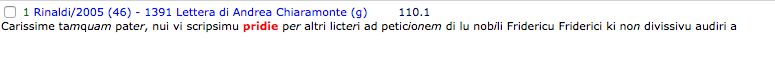 1 Rinaldi/2005 (46) - 1391 Lettera di Andrea Chiaramonte (g) 110.1
Carissime tamquam pater, nui vi scripsimu pridie per altri licteri ad peticionem di lu nobili Fridericu Friderici ki non divissivu audiri a